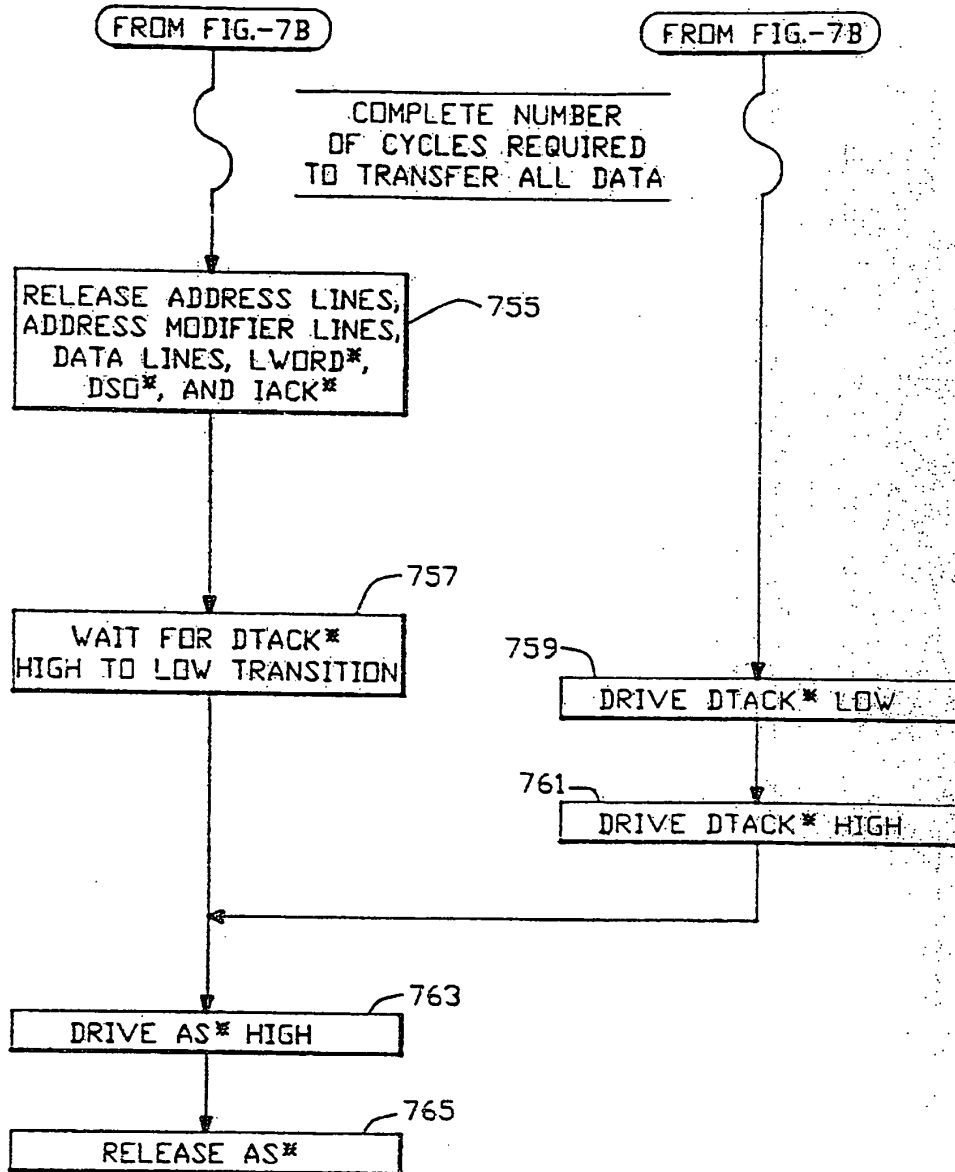 FROM FIG.-7B
FROM FIG.-7B
COMPLETE NUMBER
OF CYCLES REQUIRED
TO TRANSFER ALL DATA
RELEASE ADDRESS LINES,
ADDRESS MODIFIER LINES,
DATA LINES, LWORD*,
DS0*, AND IACK*
755
757
WAIT FOR DTACK*
HIGH TO LOW TRANSITION
759
DRIVE DTACK* LOW
761
DRIVE DTACK* HIGH
763
DRIVE AS* HIGH
765
RELEASE AS*